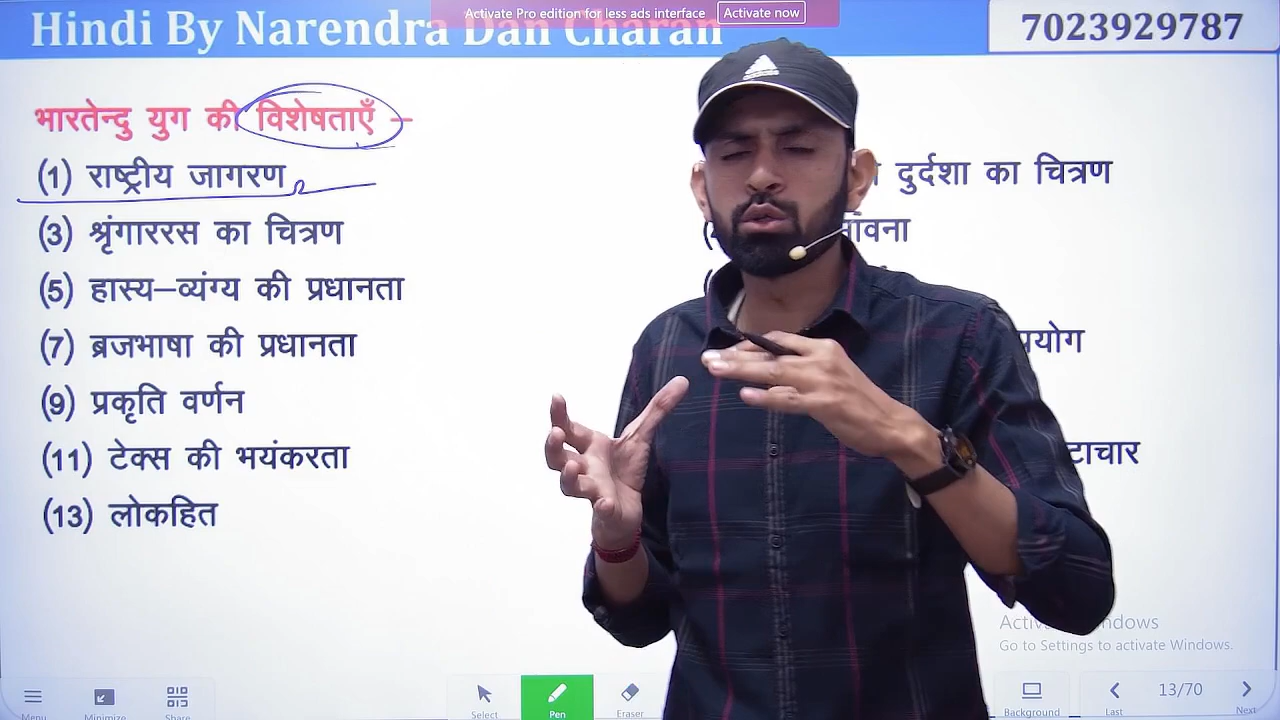 Activate Pro edition for less ads interface Activate now
Hindi By Narendra Dan Charan
7023929787
भारतेन्दु युग की विशेषताएँ –
(1) राष्ट्रीय जागरण
दुर्दशा का चित्रण
(3) श्रृंगाररस का चित्रण
(5) हास्य–व्यंग्य की प्रधानता
(7) ब्रजभाषा की प्रधानता
(9) प्रकृति वर्णन
(11) टेक्स की भयंकरता
(13) लोकहित
Go to Settings to activate Windows.
Menu
Minimize
Share
Select
Pen
Eraser
Background
Last
13/70
Next